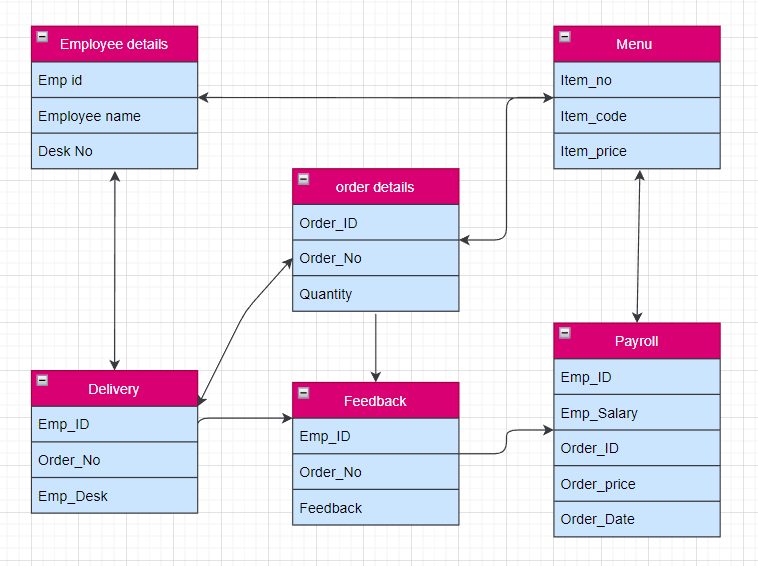 Employee details
Emp id
Employee name
Desk No
Menu
Item_no
Item_code
Item_price
order details
Order_ID
Order_No
Quantity
Delivery
Emp_ID
Order_No
Emp_Desk
Feedback
Emp_ID
Order_No
Feedback
Payroll
Emp_ID
Emp_Salary
Order_ID
Order_price
Order_Date